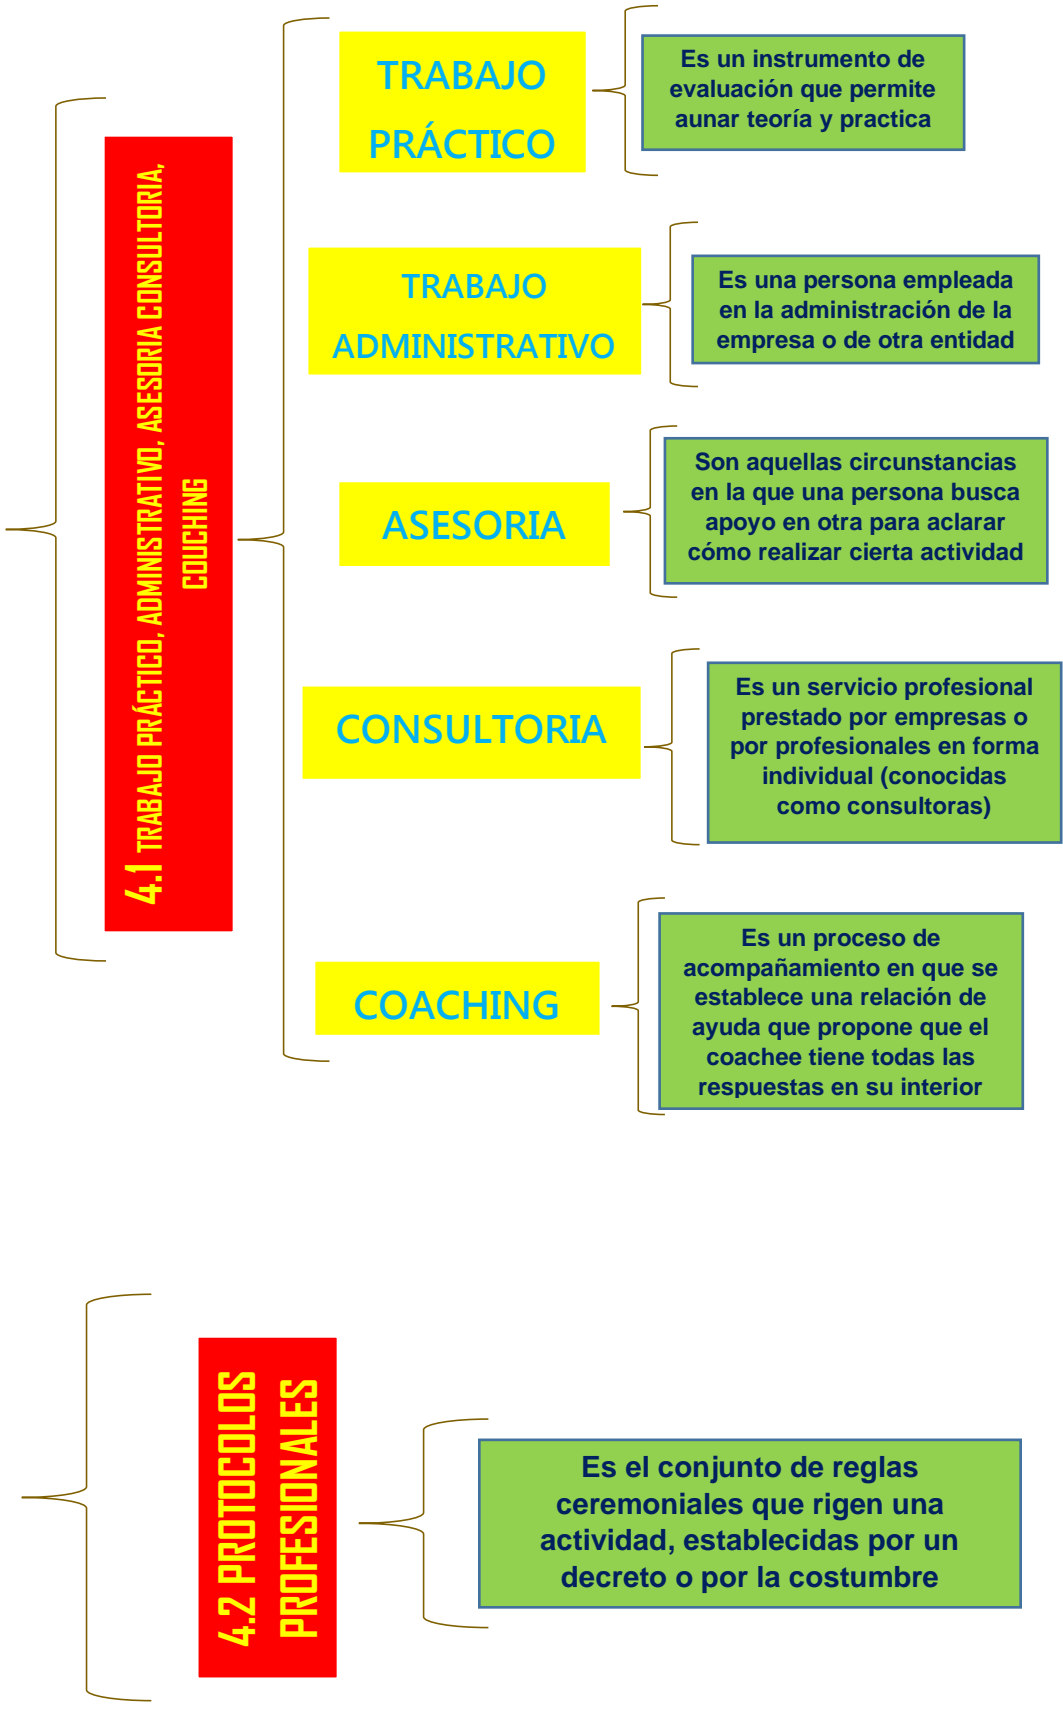 4.1 TRABAJO PRÁCTICO, ADMINISTRATIVO, ASESORIA CONSULTORIA,
COUCHING
TRABAJO
PRÁCTICO
Es un instrumento de
evaluación que permite
aunar teoría y practica
TRABAJO
ADMINISTRATIVO
Es una persona empleada
en la administración de la
empresa o de otra entidad
ASESORIA
Son aquellas circunstancias
en la que una persona busca
apoyo en otra para aclarar
cómo realizar cierta actividad
CONSULTORIA
Es un servicio profesional
prestado por empresas o
por profesionales en forma
individual (conocidas
como consultoras)
COACHING
Es un proceso de
acompañamiento en que se
establece una relación de
ayuda que propone que el
coachee tiene todas las
respuestas en su interior
4.2 PROTOCOLOS
PROFESIONALES
Es el conjunto de reglas
ceremoniales que rigen una
actividad, establecidas por un
decreto o por la costumbre